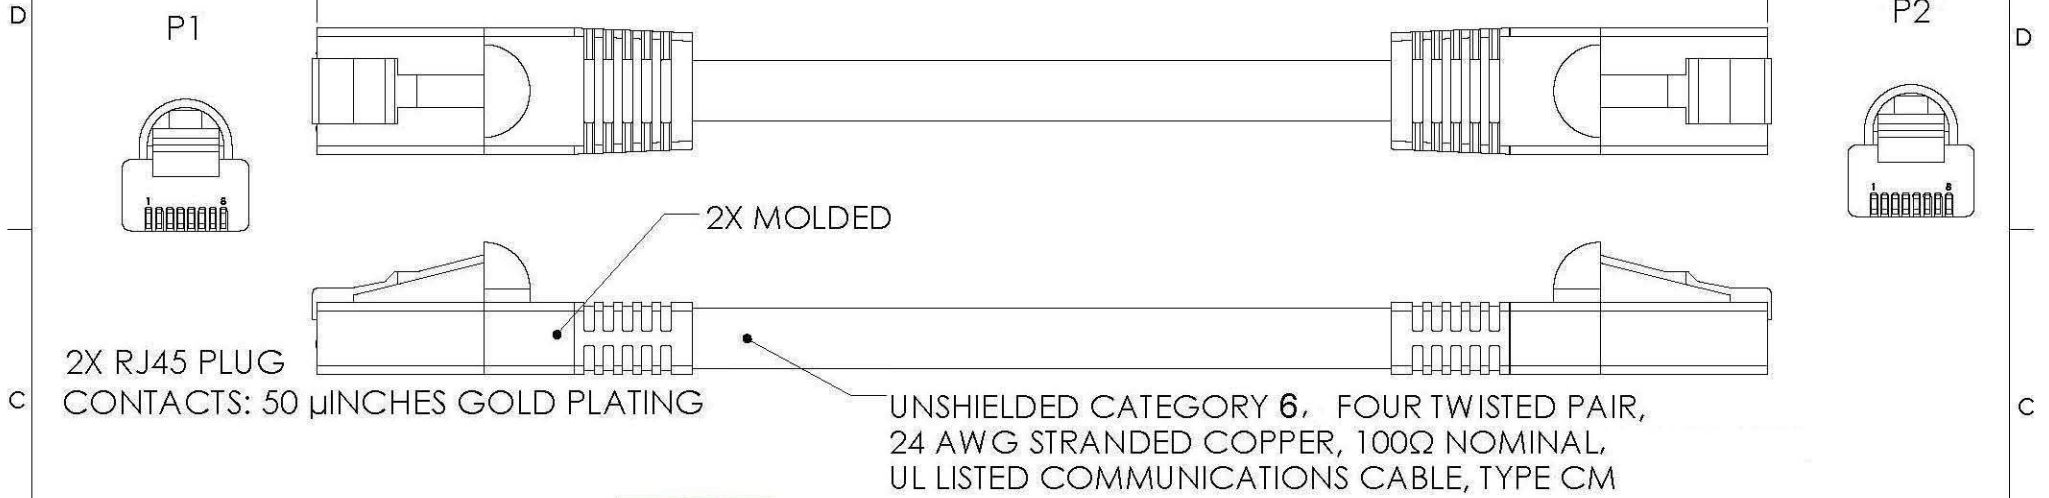 D
P1
P2
D
1 8
1 8
2X MOLDED
2X RJ45 PLUG
CONTACTS: 50 µINCHES GOLD PLATING
C
C
UNSHIELDED CATEGORY 6, FOUR TWISTED PAIR,
24 AWG STRANDED COPPER, 100Ω NOMINAL,
UL LISTED COMMUNICATIONS CABLE, TYPE CM